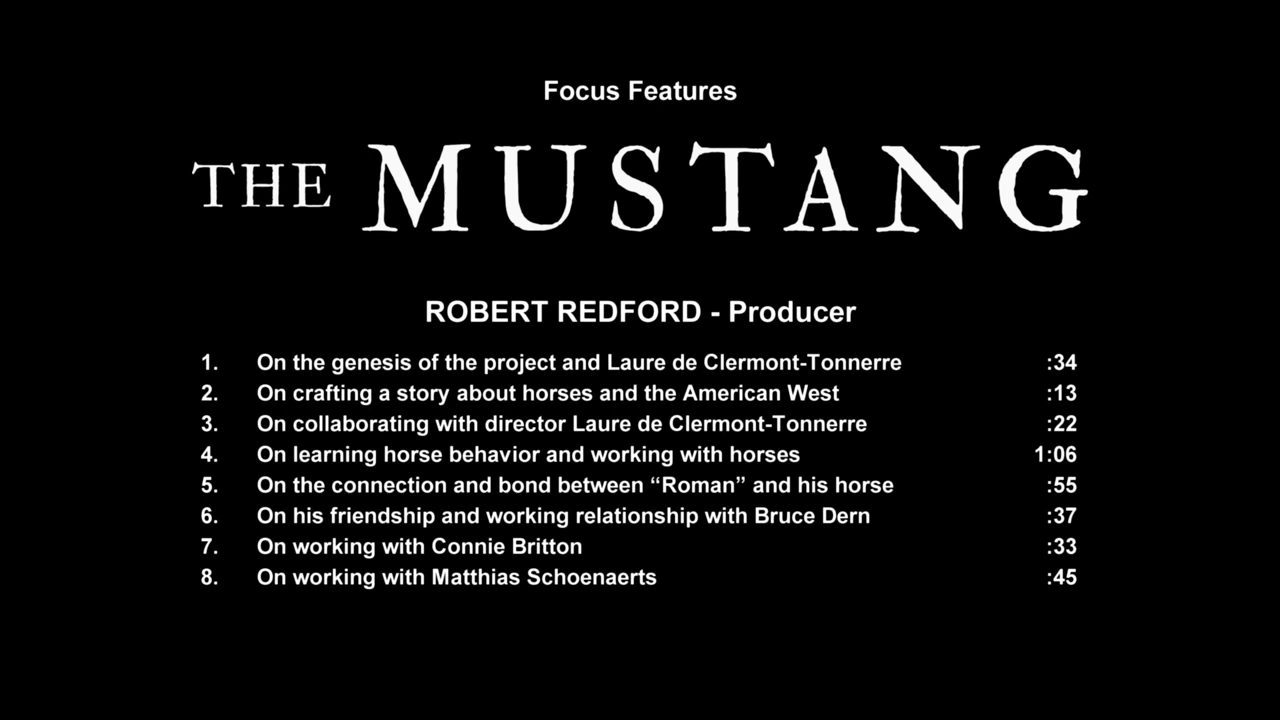 Focus Features
THE MUSTANG
ROBERT REDFORD - Producer
1. On the genesis of the project and Laure de Clermont-Tonnerre :34
2. On crafting a story about horses and the American West :13
3. On collaborating with director Laure de Clermont-Tonnerre :22
4. On learning horse behavior and working with horses 1:06
5. On the connection and bond between “Roman” and his horse :55
6. On his friendship and working relationship with Bruce Dern :37
7. On working with Connie Britton :33
8. On working with Matthias Schoenaerts :45